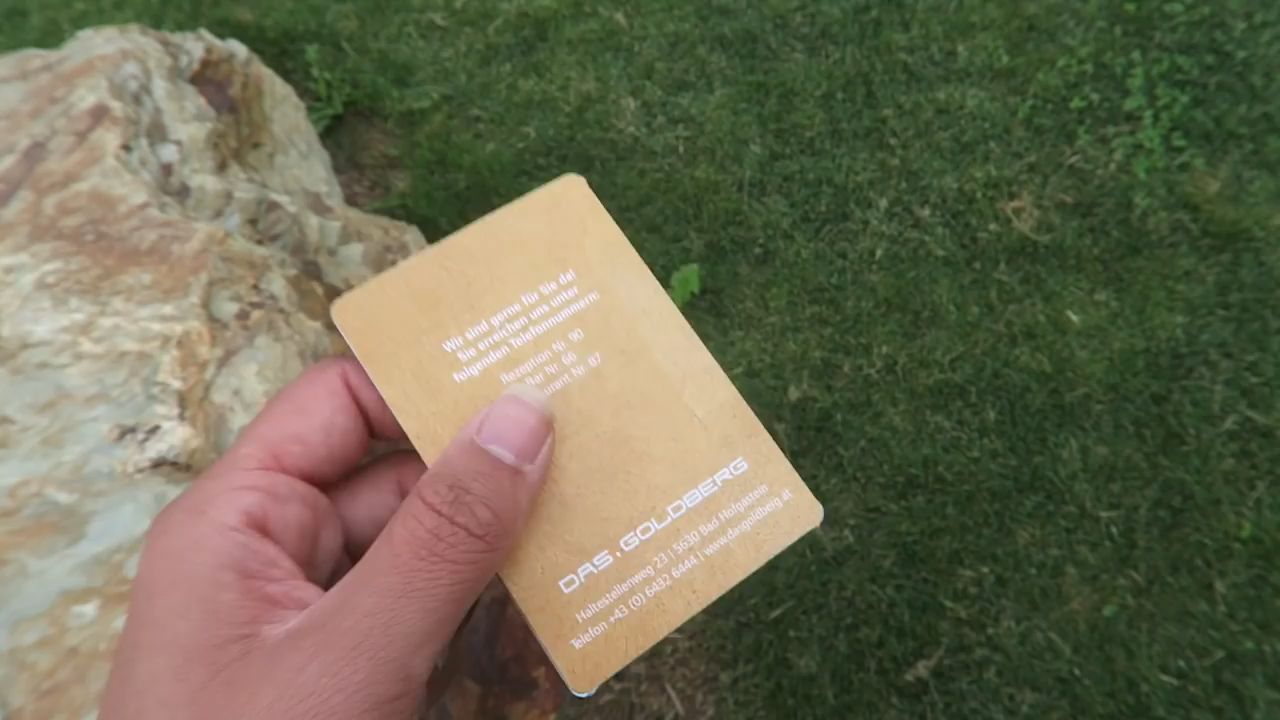 Wir sind gerne für Sie da!
Sie erreichen uns unter
folgenden Telefonnummern:
Rezeption Nr. 90
Bar Nr. 66
Nr. 87
DAS.GOLDBERG
Haltestellenweg 23 | 5630 Bad Hofgastein
Telefon +43 (0) 6432 6444 | www.dasgoldberg.at